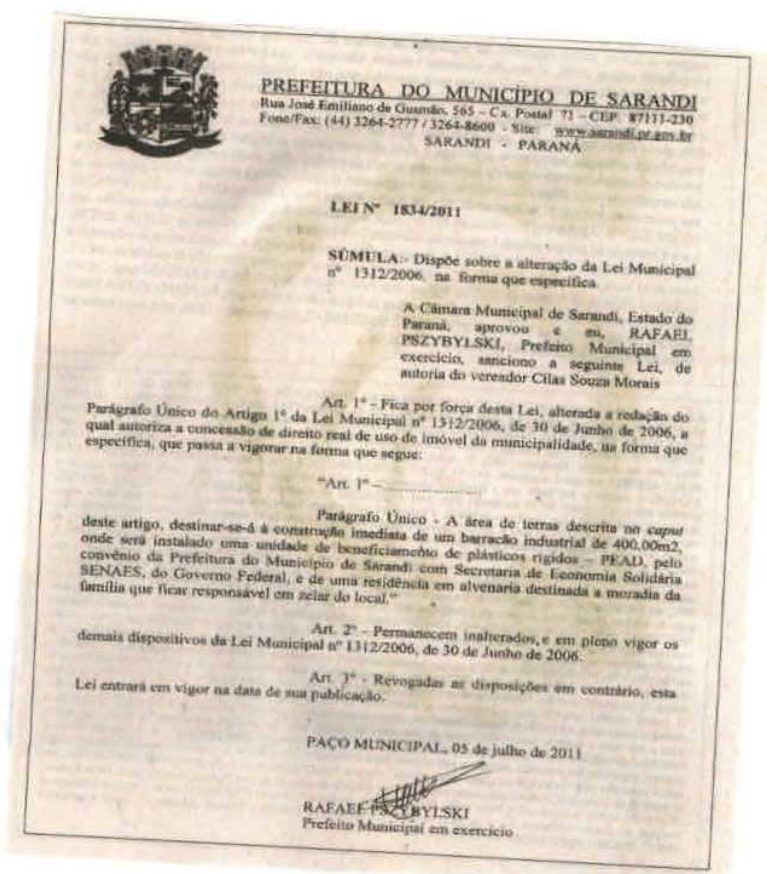 PREFEITURA DO MUNICÍPIO DE SARANDI
Rua José Emiliano de Gusmão, 565 – Cx. Postal 71 – CEP. 87111-230
Fone/Fax: (44) 3264-2777 / 3264-8600 - Site: www.sarandi.pr.gov.br
SARANDI - PARANÁ
LEI Nº 1834/2011
SÚMULA:- Dispõe sobre a alteração da Lei Municipal
nº 1312/2006, na forma que especifica.
A Câmara Municipal de Sarandi, Estado do
Paraná, aprovou e eu, RAFAEL
PSZYBYLSKI, Prefeito Municipal em
exercício, sanciono a seguinte Lei, de
autoria do vereador Cilas Souza Morais
Art. 1º - Fica por força desta Lei, alterada a redação do
Parágrafo Único do Artigo 1º da Lei Municipal nº 1312/2006, de 30 de Junho de 2006, a
qual autoriza a concessão de direito real de uso de imóvel da municipalidade, na forma que
especifica, que passa a vigorar na forma que segue:
"Art. 1º – ........................
Parágrafo Único - A área de terras descrita no caput
deste artigo, destinar-se-á à construção imediata de um barracão industrial de 400,00m2,
onde será instalado uma unidade de beneficiamento de plásticos rígidos – PEAD, pelo
convênio da Prefeitura do Município de Sarandi com Secretaria de Economia Solidária
SENAES, do Governo Federal, e de uma residência em alvenaria destinada a moradia da
família que ficar responsável em zelar do local."
Art. 2º - Permanecem inalterados, e em pleno vigor os
demais dispositivos da Lei Municipal nº 1312/2006, de 30 de Junho de 2006.
Art. 3º - Revogadas as disposições em contrário, esta
Lei entrará em vigor na data de sua publicação.
PAÇO MUNICIPAL, 05 de julho de 2011
RAFAEL PSZYBYLSKI
Prefeito Municipal em exercício